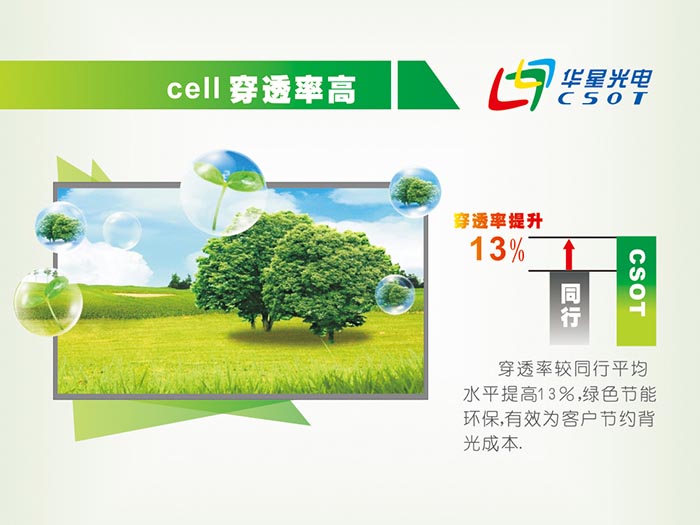 cell 穿透率高
华星光电
CSOT
穿透率提升
13%
同行
CSOT
穿透率较同行平均
水平提高13%,绿色节能
环保,有效为客户节约背
光成本.